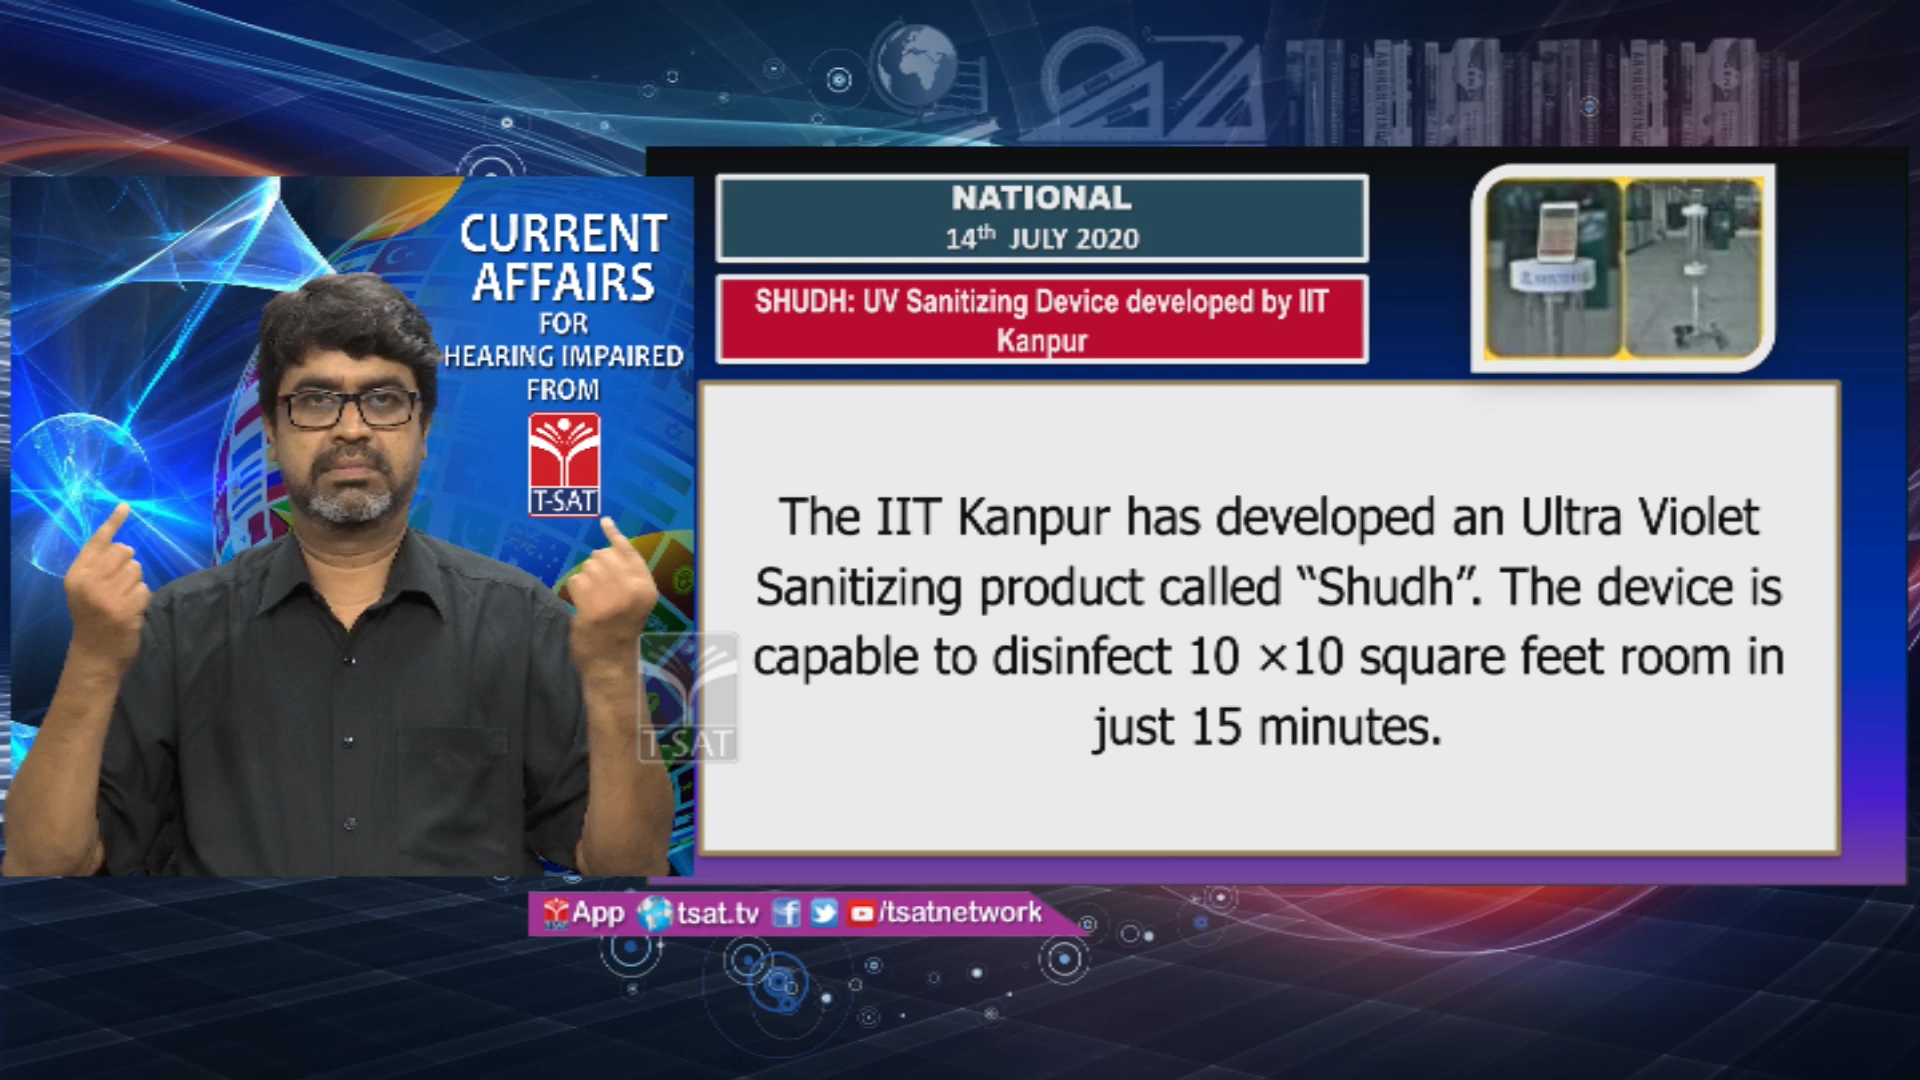 CURRENT
AFFAIRS
FOR
HEARING IMPAIRED
FROM
T-SAT
NATIONAL
14th JULY 2020
SHUDH: UV Sanitizing Device developed by IIT
Kanpur
The IIT Kanpur has developed an Ultra Violet
Sanitizing product called “Shudh”. The device is
capable to disinfect 10 ×10 square feet room in
just 15 minutes.
T-SAT
App tsat.tv /tsatnetwork